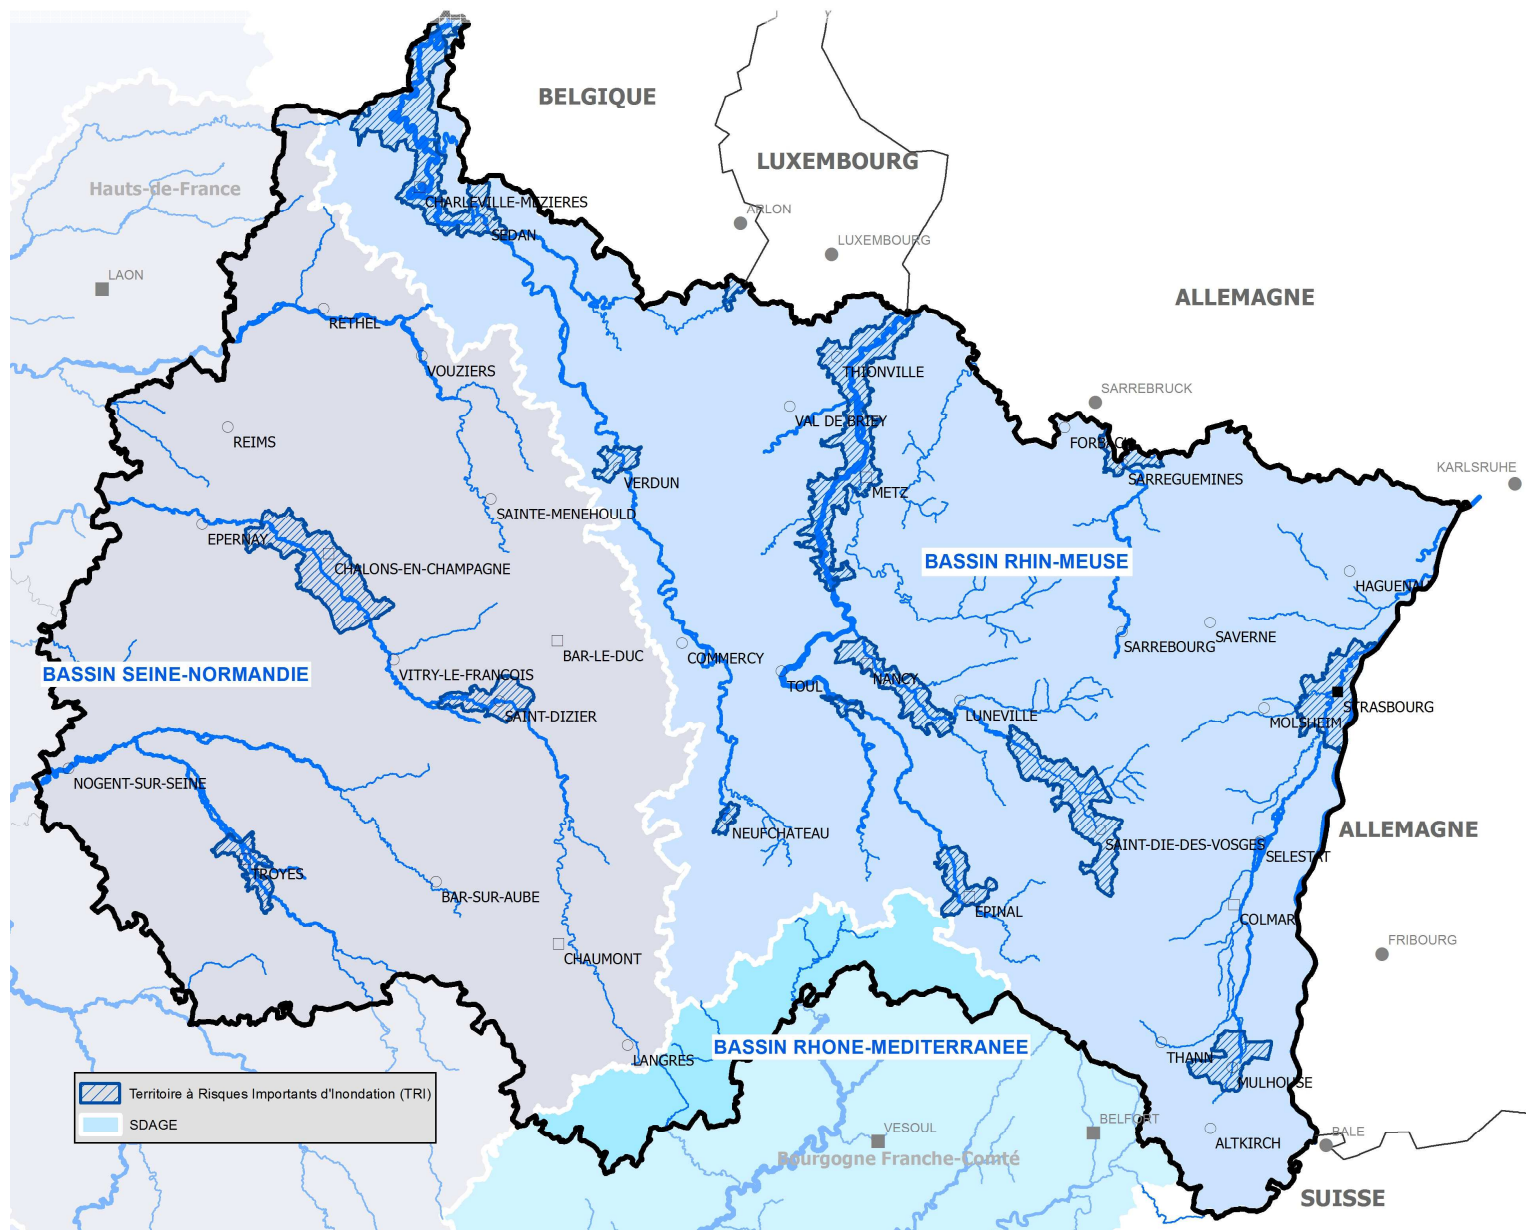 BELGIQUE
LUXEMBOURG
Hauts-de-France
CHARLEVILLE-MEZIERES
ARLON
SEDAN
LUXEMBOURG
LAON
ALLEMAGNE
RETHEL
VOUZIERS
THIONVILLE
SARREBRUCK
VAL DE BRIEY
REIMS
FORBACH
KARLSRUHE
VERDUN
SARREGUEMINES
METZ
SAINTE-MENEHOULD
EPERNAY
CHALONS-EN-CHAMPAGNE
BASSIN RHIN-MEUSE
HAGUENAU
SAVERNE
SARREBOURG
BAR-LE-DUC
COMMERCY
BASSIN SEINE-NORMANDIE
VITRY-LE-FRANCOIS
NANCY
TOUL
SAINT-DIZIER
LUNEVILLE
STRASBOURG
MOLSHEIM
NOGENT-SUR-SEINE
NEUFCHATEAU
ALLEMAGNE
SAINT-DIE-DES-VOSGES
SELESTAT
TROYES
BAR-SUR-AUBE
EPINAL
COLMAR
FRIBOURG
CHAUMONT
BASSIN RHONE-MEDITERRANEE
LANGRES
THANN
MULHOUSE
Territoire à Risques Importants d'Inondation (TRI)
SDAGE
VESOUL
BELFORT
BALE
ALTKIRCH
Bourgogne Franche-Comté
SUISSE